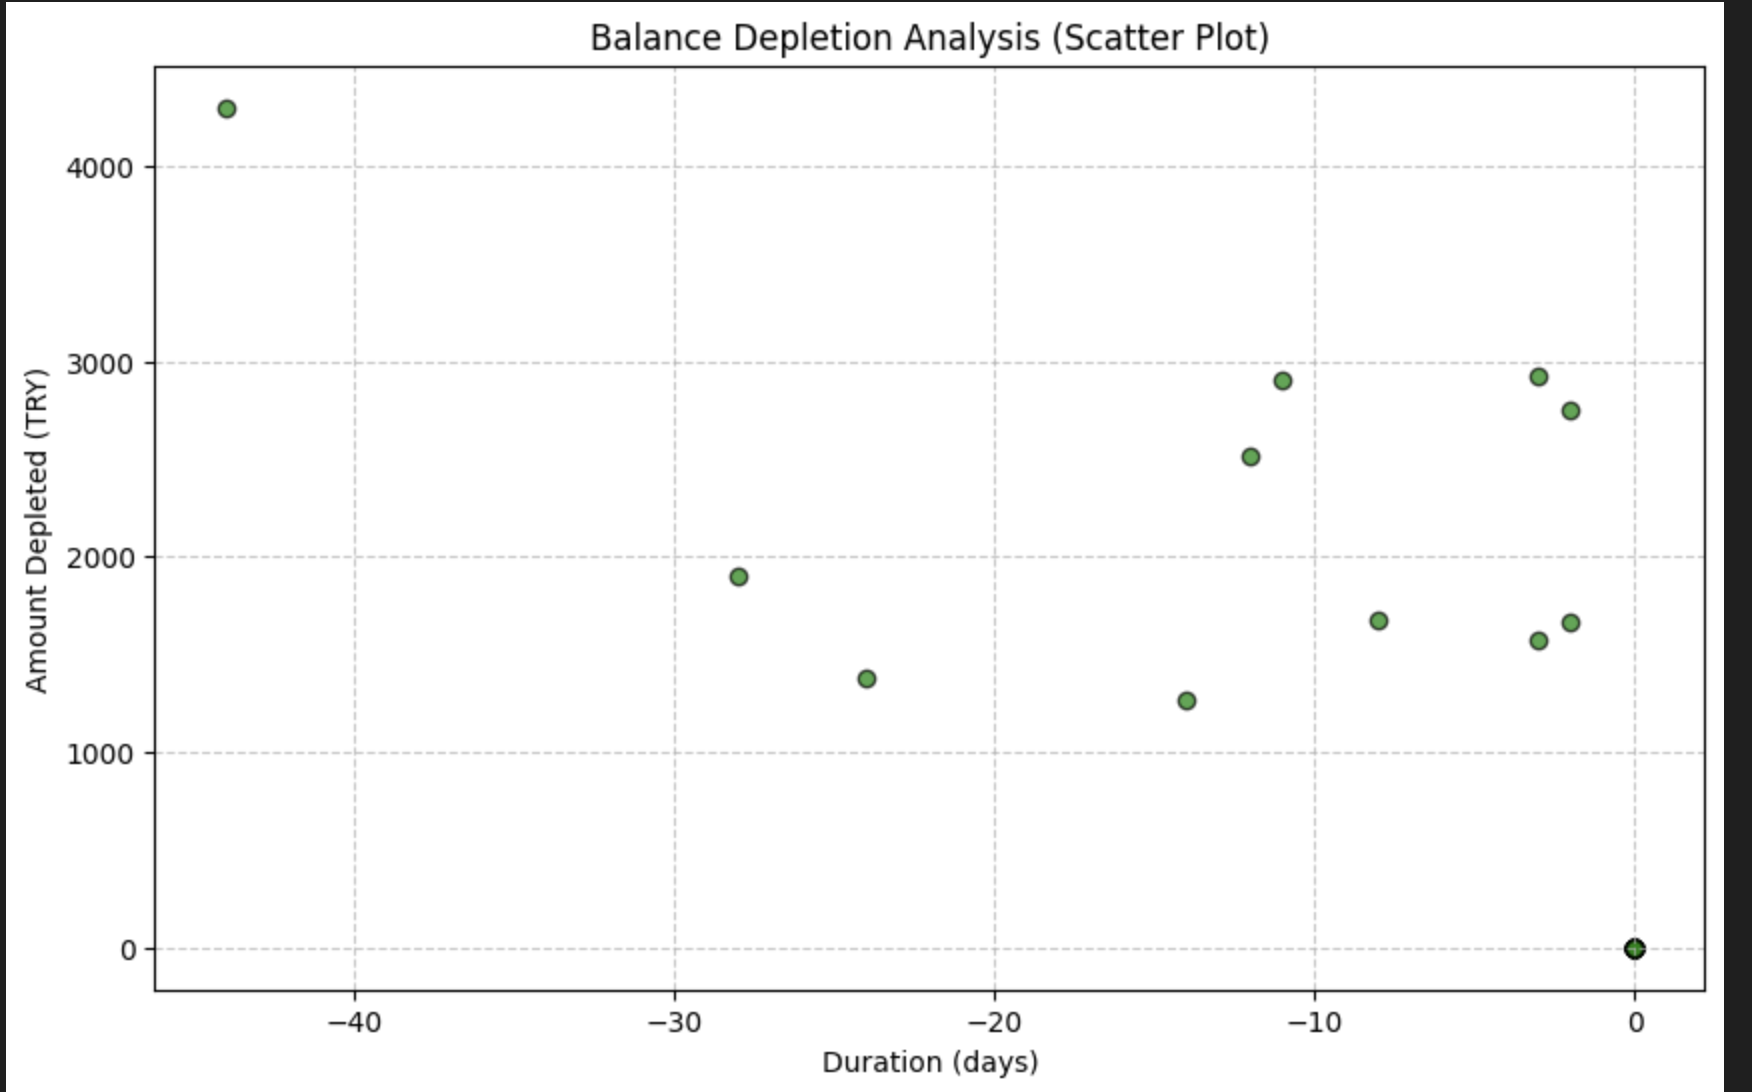 Balance Depletion Analysis (Scatter Plot)
Amount Depleted (TRY)
4000
3000
2000
1000
0
−40 −30 −20 −10 0
Duration (days)